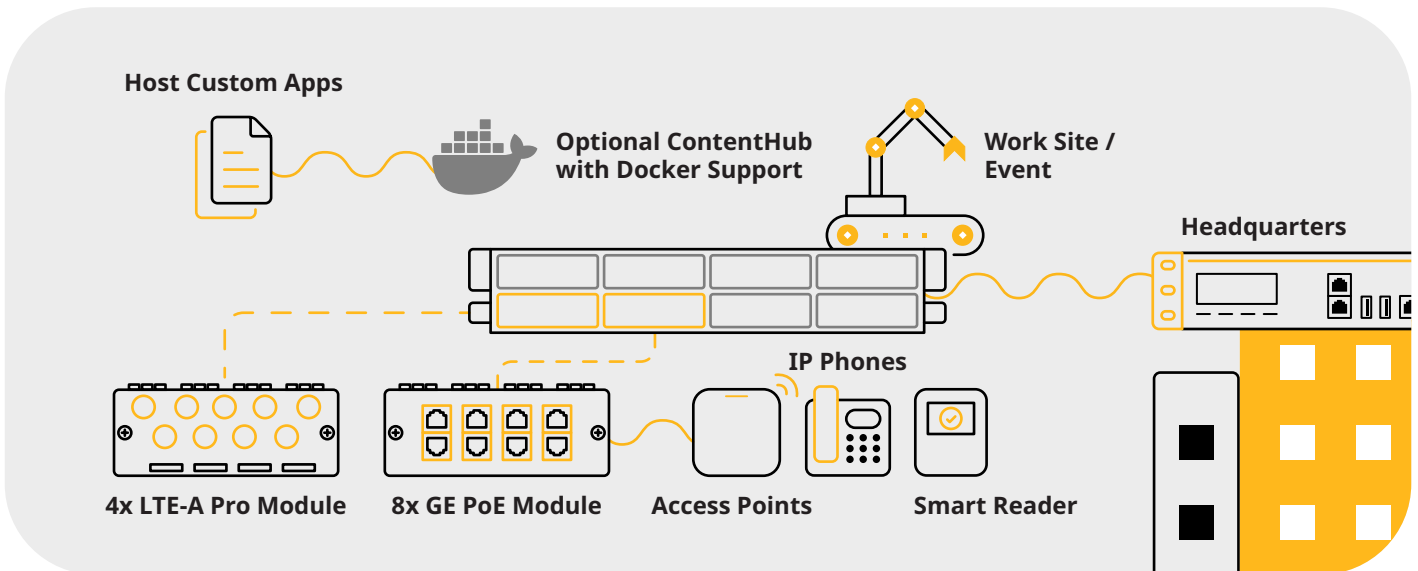 Host Custom Apps
Optional ContentHub
with Docker Support
Work Site /
Event
Headquarters
IP Phones
4x LTE-A Pro Module
8x GE PoE Module
Access Points
Smart Reader